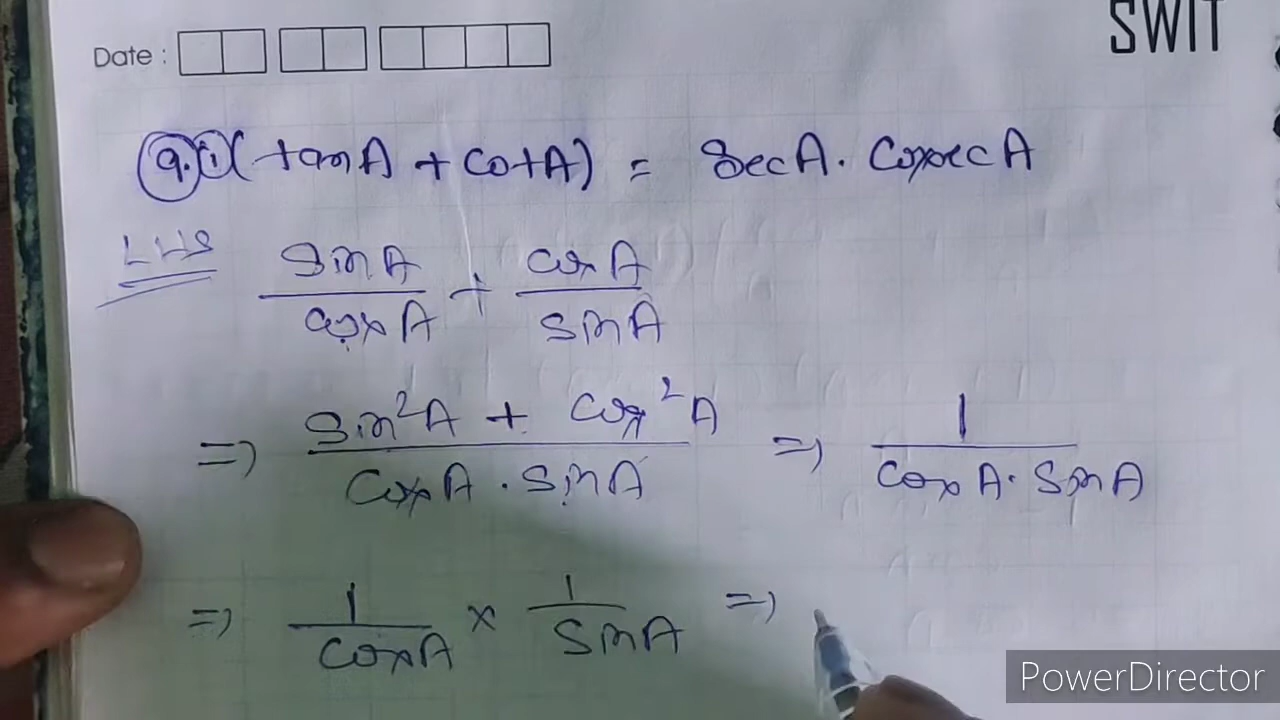 SWIT
Date :
Q.① (tanA + cotA) = SecA . CosecA
LHS
SinA / cosA + cosA / sinA
=> Sin²A + Cos²A / CosA . SinA => 1 / CosA . SinA
=> 1 / CosA × 1 / SinA =>
PowerDirector